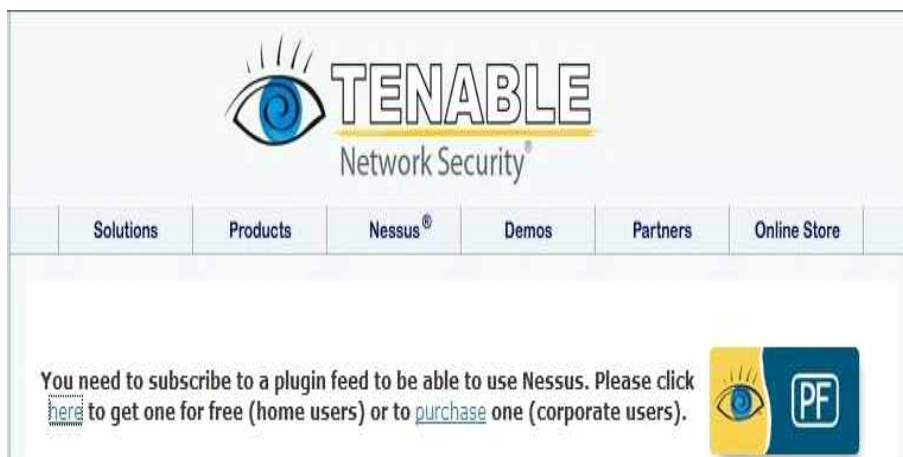 TENABLE
Network Security®
Solutions
Products
Nessus®
Demos
Partners
Online Store
You need to subscribe to a plugin feed to be able to use Nessus. Please click
here to get one for free (home users) or to purchase one (corporate users).
PF